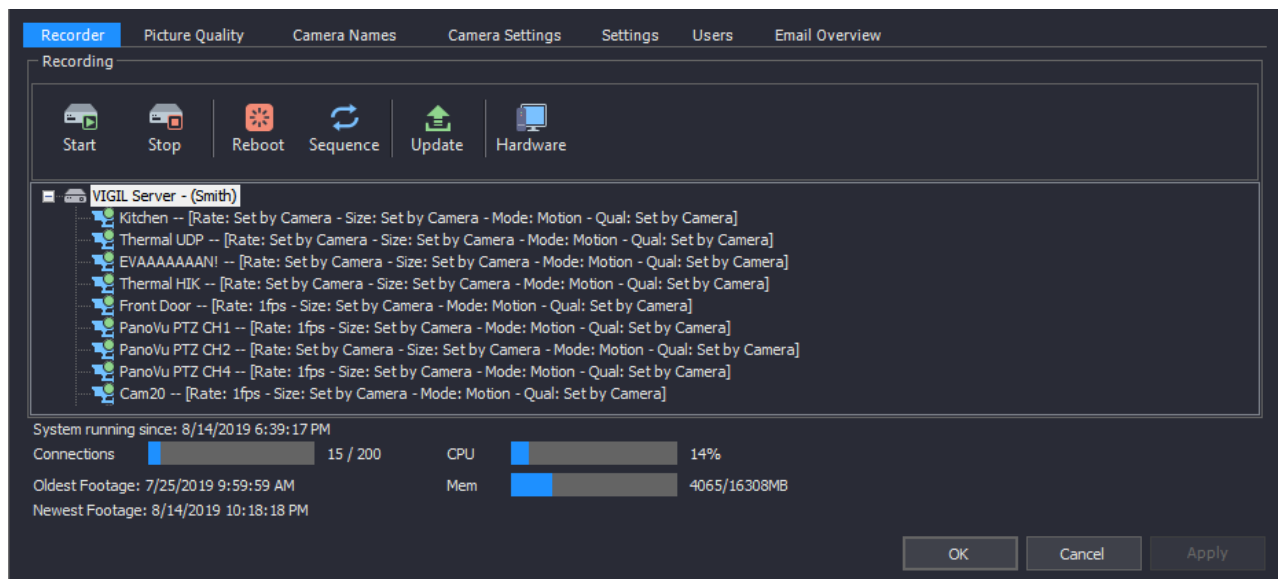 Recorder Picture Quality Camera Names Camera Settings Settings Users Email Overview
Recording
Start Stop Reboot Sequence Update Hardware
VIGIL Server - (Smith)
Kitchen -- [Rate: Set by Camera - Size: Set by Camera - Mode: Motion - Qual: Set by Camera]
Thermal UDP -- [Rate: Set by Camera - Size: Set by Camera - Mode: Motion - Qual: Set by Camera]
EVAAAAAAAN! -- [Rate: Set by Camera - Size: Set by Camera - Mode: Motion - Qual: Set by Camera]
Thermal HIK -- [Rate: Set by Camera - Size: Set by Camera - Mode: Motion - Qual: Set by Camera]
Front Door -- [Rate: 1fps - Size: Set by Camera - Mode: Motion - Qual: Set by Camera]
PanoVu PTZ CH1 -- [Rate: 1fps - Size: Set by Camera - Mode: Motion - Qual: Set by Camera]
PanoVu PTZ CH2 -- [Rate: Set by Camera - Size: Set by Camera - Mode: Motion - Qual: Set by Camera]
PanoVu PTZ CH4 -- [Rate: 1fps - Size: Set by Camera - Mode: Motion - Qual: Set by Camera]
Cam20 -- [Rate: 1fps - Size: Set by Camera - Mode: Motion - Qual: Set by Camera]
System running since: 8/14/2019 6:39:17 PM
Connections 15 / 200 CPU 14%
Oldest Footage: 7/25/2019 9:59:59 AM Mem 4065/16308MB
Newest Footage: 8/14/2019 10:18:18 PM
OK Cancel Apply